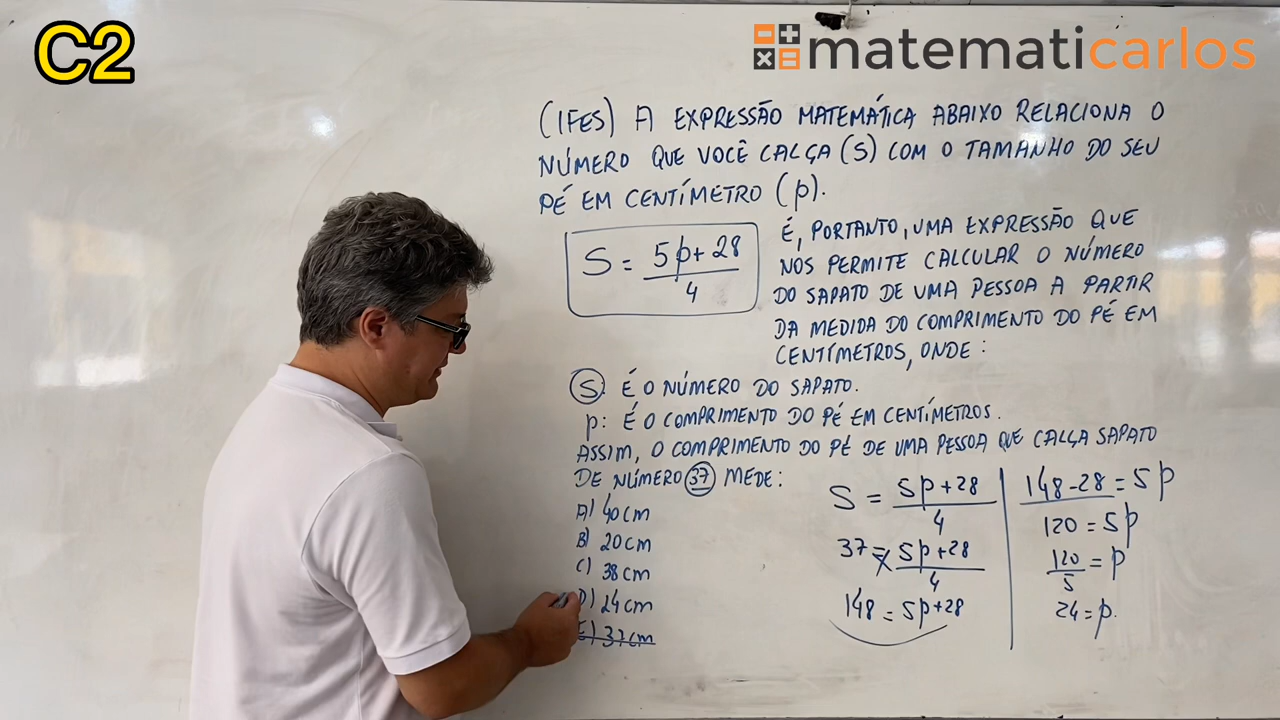 C2
matematicarlos
(IFES) A EXPRESSÃO MATEMÁTICA ABAIXO RELACIONA O
NÚMERO QUE VOCÊ CALÇA (S) COM O TAMANHO DO SEU
PÉ EM CENTÍMETRO (p).
S = 5p + 28 / 4
É, PORTANTO, UMA EXPRESSÃO QUE
NOS PERMITE CALCULAR O NÚMERO
DO SAPATO DE UMA PESSOA A PARTIR
DA MEDIDA DO COMPRIMENTO DO PÉ EM
CENTÍMETROS, ONDE:
S: É O NÚMERO DO SAPATO.
p: É O COMPRIMENTO DO PÉ EM CENTÍMETROS.
ASSIM, O COMPRIMENTO DO PÉ DE UMA PESSOA QUE CALÇA SAPATO
DE NÚMERO 37 MEDE:
A) 40 cm
B) 20 cm
C) 38 cm
D) 24 cm
E) 37 cm
S = 5p + 28 / 4
37 = 5p + 28 / 4
148 = 5p + 28
148 - 28 = 5p
120 = 5p
120 / 5 = p
24 = p.